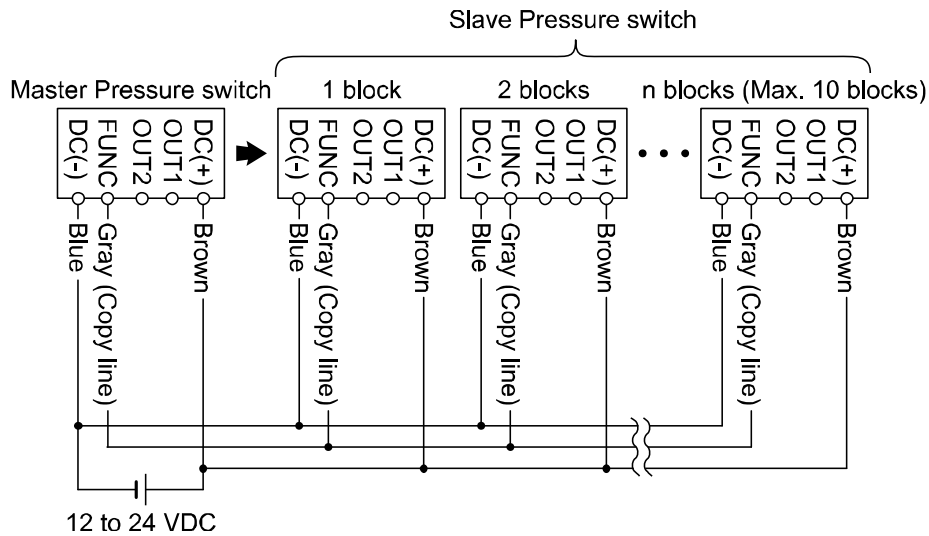 Slave Pressure switch
Master Pressure switch
1 block
2 blocks
n blocks (Max. 10 blocks)
DC(-)
FUNC
OUT2
OUT1
DC(+)
DC(-)
FUNC
OUT2
OUT1
DC(+)
DC(-)
FUNC
OUT2
OUT1
DC(+)
DC(-)
FUNC
OUT2
OUT1
DC(+)
Blue
Gray (Copy line)
Brown
Blue
Gray (Copy line)
Brown
Blue
Gray (Copy line)
Brown
Blue
Gray (Copy line)
Brown
12 to 24 VDC